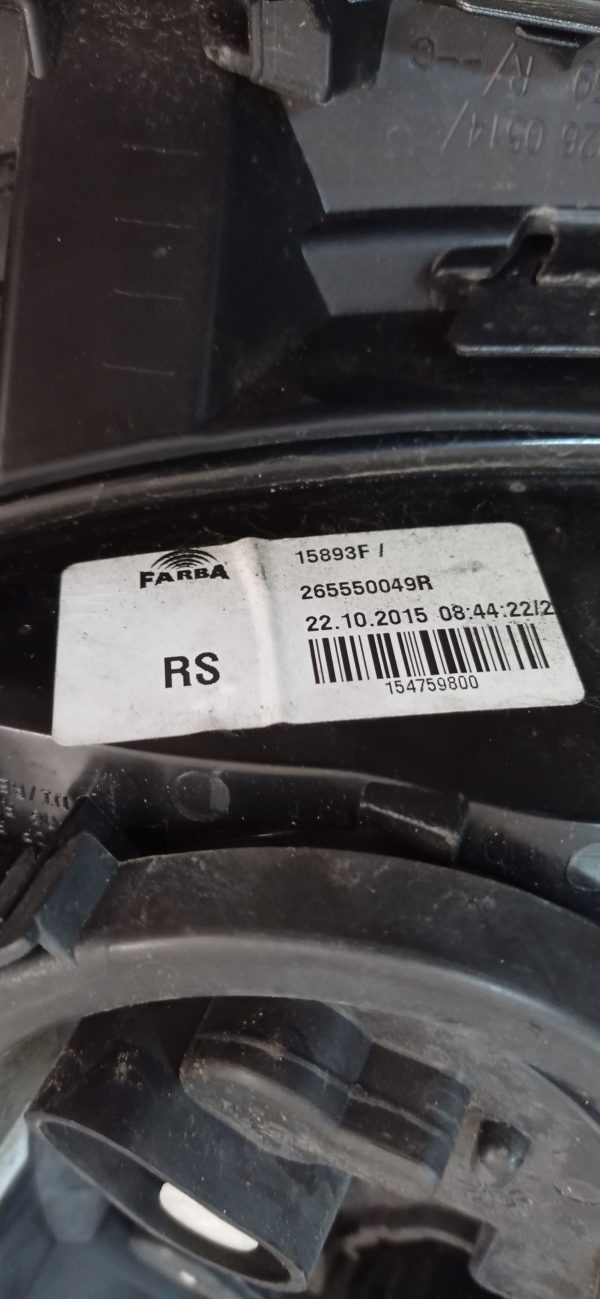 FARBA
15893F /
265550049R
22.10.2015 08:44:22/2
RS
154759800